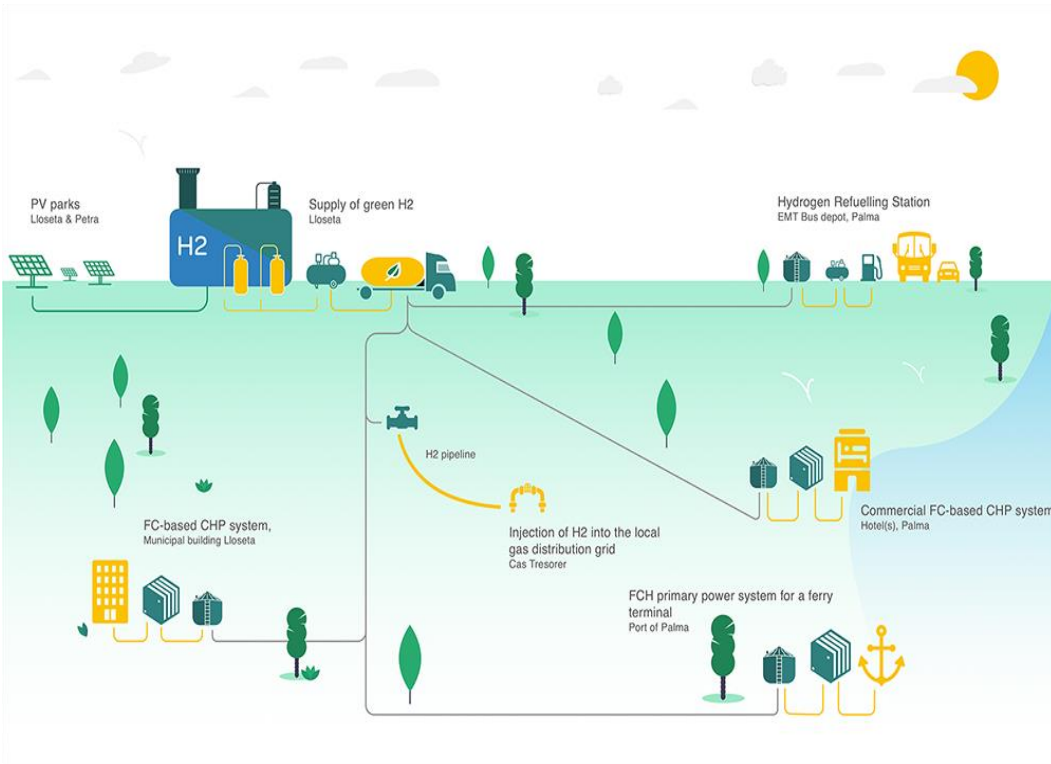 PV parks
Lloseta & Petra
H2
Supply of green H2
Lloseta
Hydrogen Refuelling Station
EMT Bus depot, Palma
H2 pipeline
Injection of H2 into the local
gas distribution grid
Cas Tresorer
Commercial FC-based CHP system
Hotel(s), Palma
FC-based CHP system,
Municipal building Lloseta
FCH primary power system for a ferry
terminal
Port of Palma